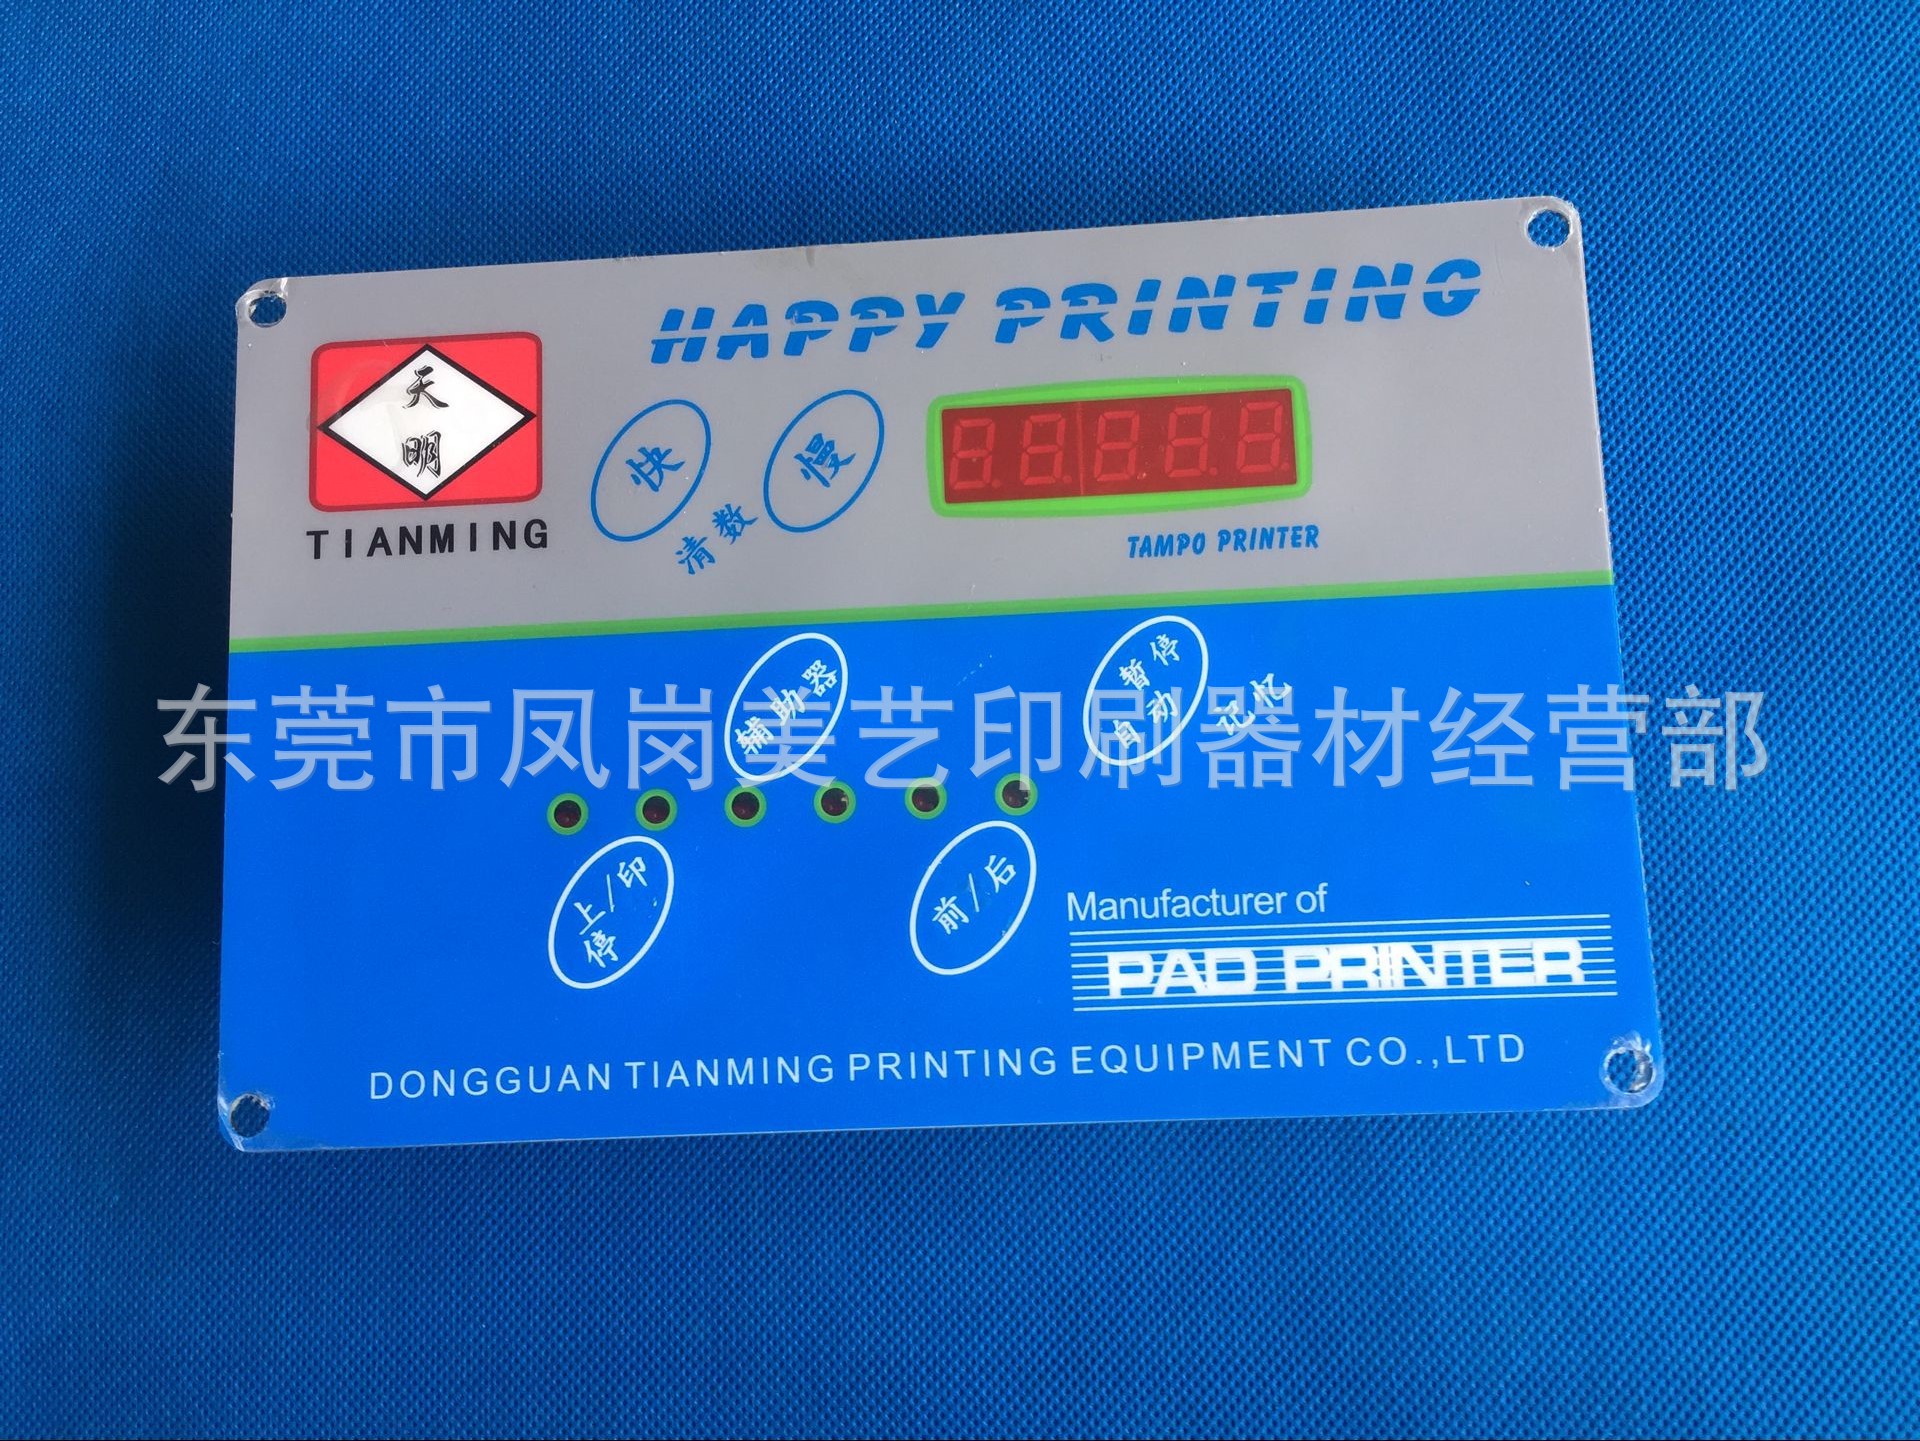 HAPPY PRINTING
天
明
TIANMING
快
慢
清数
TAMPO PRINTER
辅助器
暂停
自动
记忆
东莞市凤岗美艺印刷器材经营部
上/印
停
前/后
Manufacturer of
PAD PRINTER
DONGGUAN TIANMING PRINTING EQUIPMENT CO.,LTD